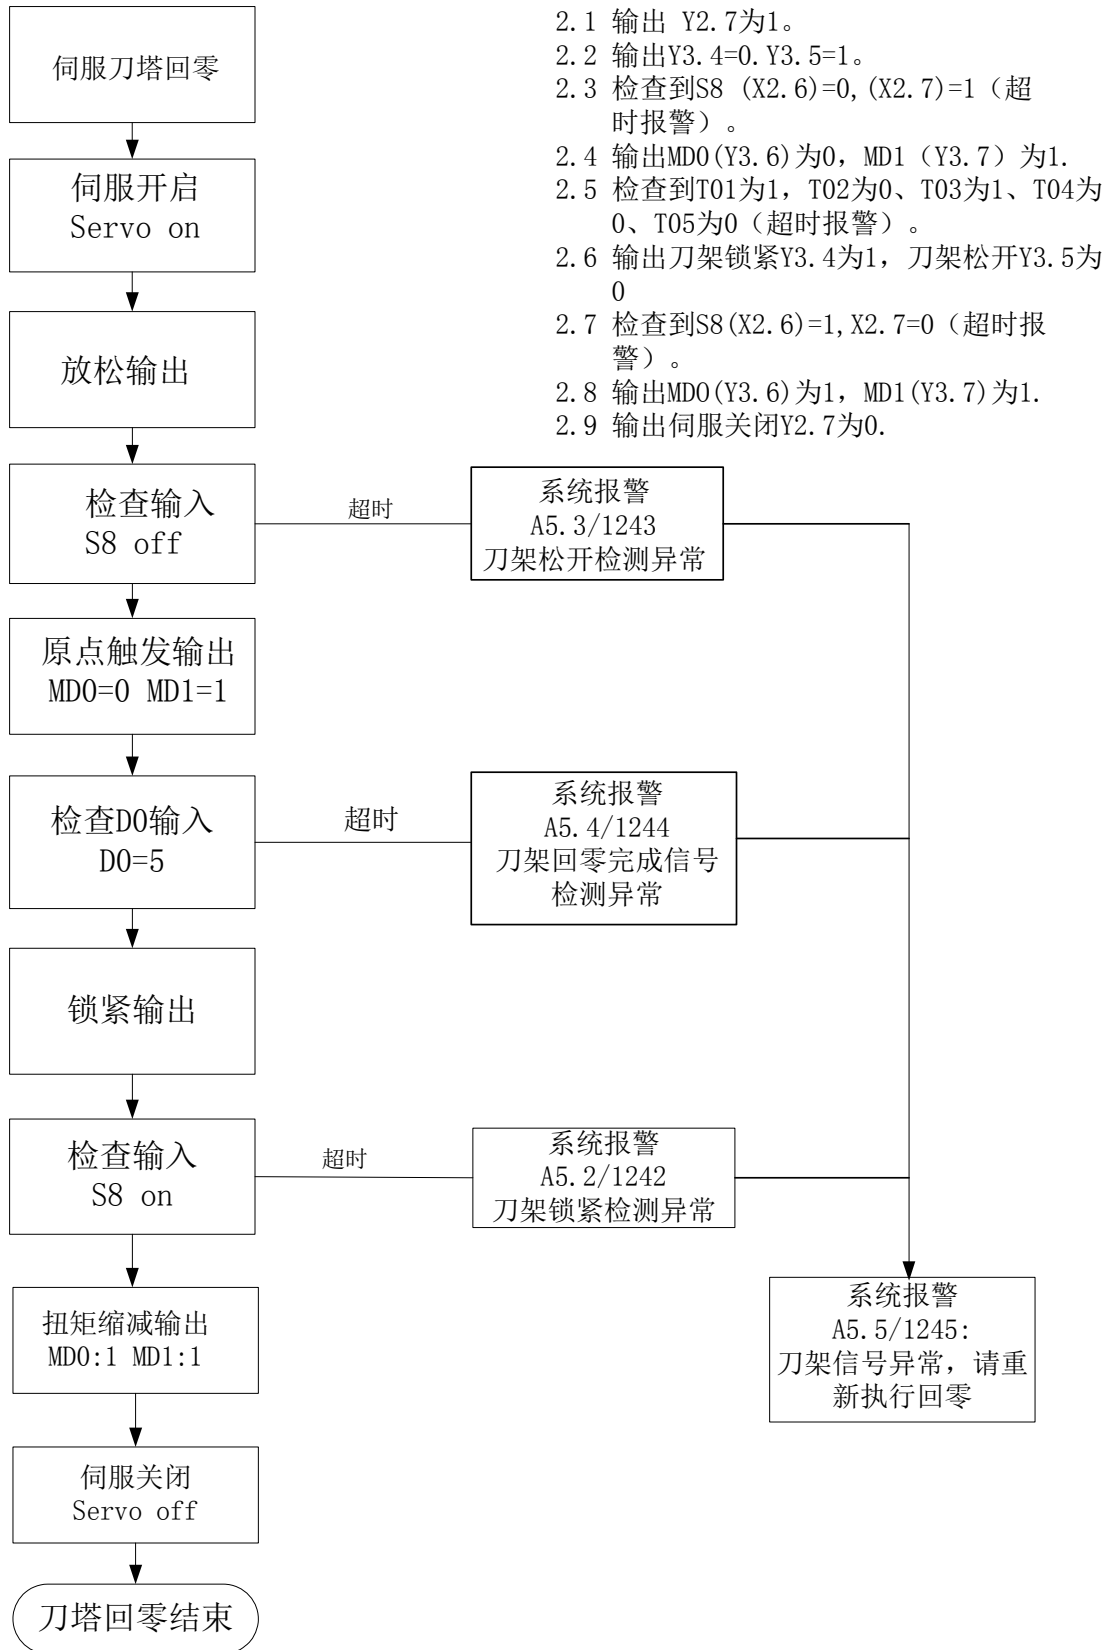 伺服刀塔回零
伺服开启
Servo on
放松输出
检查输入
S8 off
超时
系统报警
A5.3/1243
刀架松开检测异常
原点触发输出
MD0=0 MD1=1
检查DO输入
DO=5
超时
系统报警
A5.4/1244
刀架回零完成信号
检测异常
锁紧输出
检查输入
S8 on
超时
系统报警
A5.2/1242
刀架锁紧检测异常
扭矩缩减输出
MD0:1 MD1:1
系统报警
A5.5/1245:
刀架信号异常，请重
新执行回零
伺服关闭
Servo off
刀塔回零结束
2.1 输出 Y2.7为1。
2.2 输出Y3.4=0.Y3.5=1。
2.3 检查到S8 (X2.6)=0,(X2.7)=1（超
时报警）。
2.4 输出MD0(Y3.6)为0，MD1（Y3.7）为1.
2.5 检查到T01为1，T02为0、T03为1、T04为
0、T05为0（超时报警）。
2.6 输出刀架锁紧Y3.4为1，刀架松开Y3.5为
0
2.7 检查到S8(X2.6)=1,X2.7=0（超时报
警）。
2.8 输出MD0(Y3.6)为1，MD1(Y3.7)为1.
2.9 输出伺服关闭Y2.7为0.